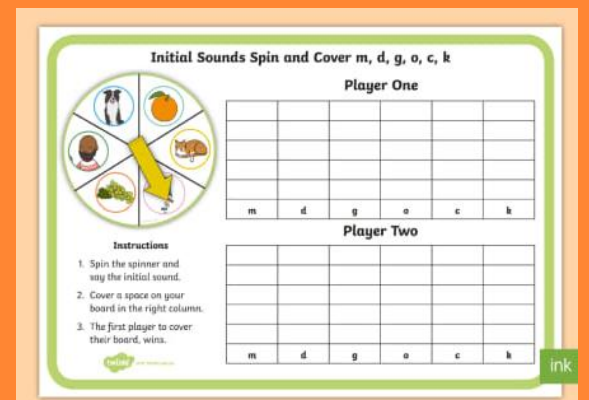 Initial Sounds Spin and Cover m, d, g, o, c, k
Player One
m d g o c k
Player Two
m d g o c k
Instructions
1. Spin the spinner and
say the initial sound.
2. Cover a space on your
board in the right column.
3. The first player to cover
their board, wins.
twinkl
ink